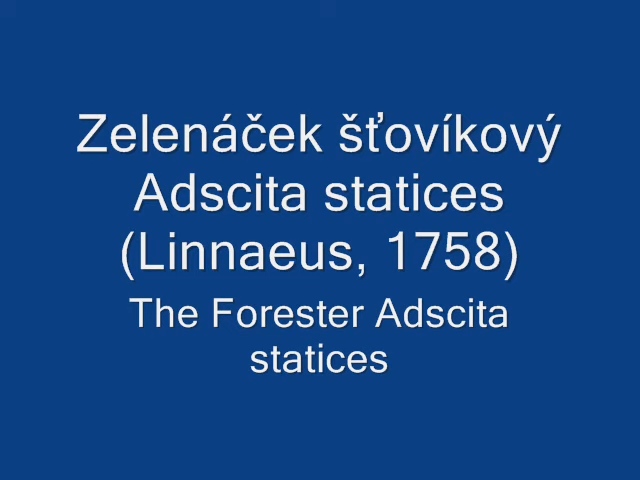 Zelenáček šťovíkový
Adscita statices
(Linnaeus, 1758)
The Forester Adscita
statices